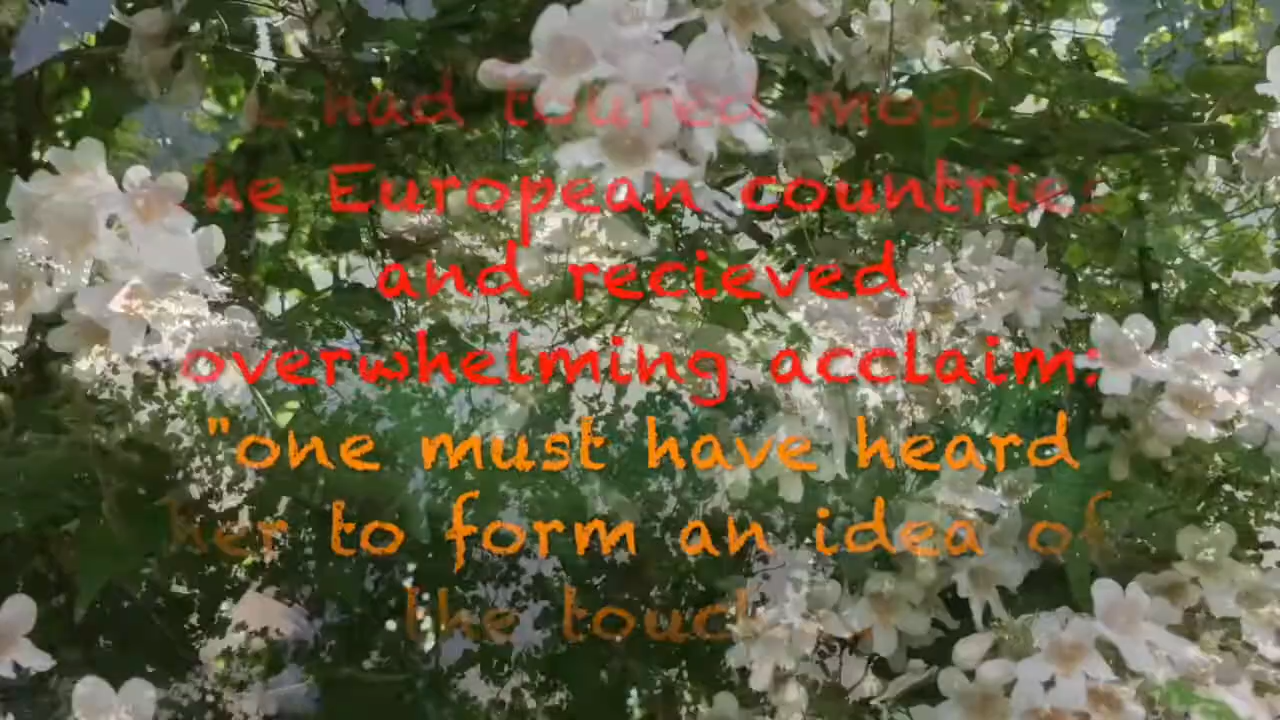 had toured most
the European countries
and recieved
overwhelming acclaim:
"one must have heard
her to form an idea of
the touch